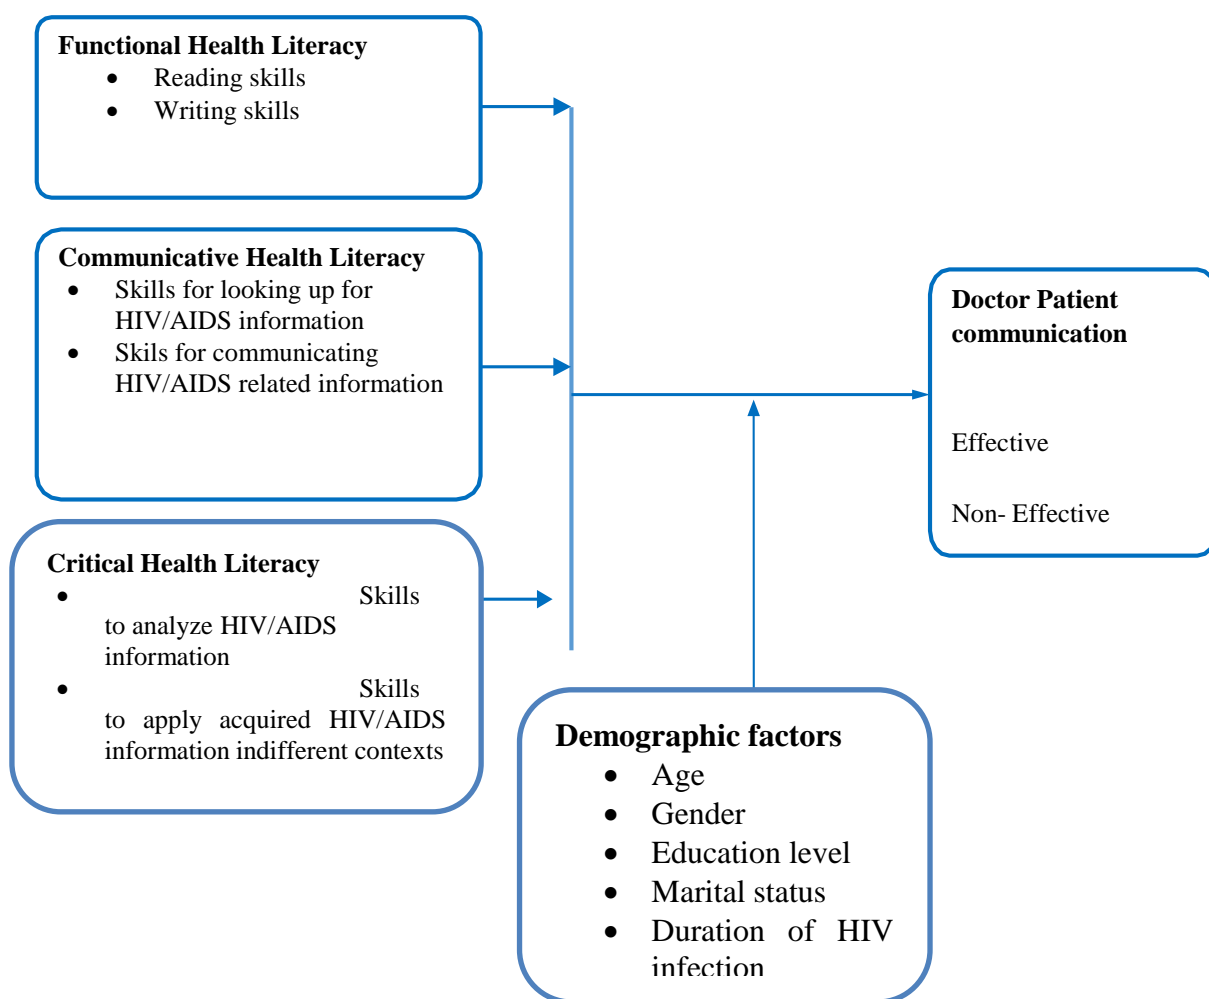 Functional Health Literacy
• Reading skills
• Writing skills
Communicative Health Literacy
• Skills for looking up for
HIV/AIDS information
• Skils for communicating
HIV/AIDS related information
Critical Health Literacy
• Skills
to analyze HIV/AIDS
information
• Skills
to apply acquired HIV/AIDS
information indifferent contexts
Doctor Patient
communication
Effective
Non- Effective
Demographic factors
• Age
• Gender
• Education level
• Marital status
• Duration of HIV
infection